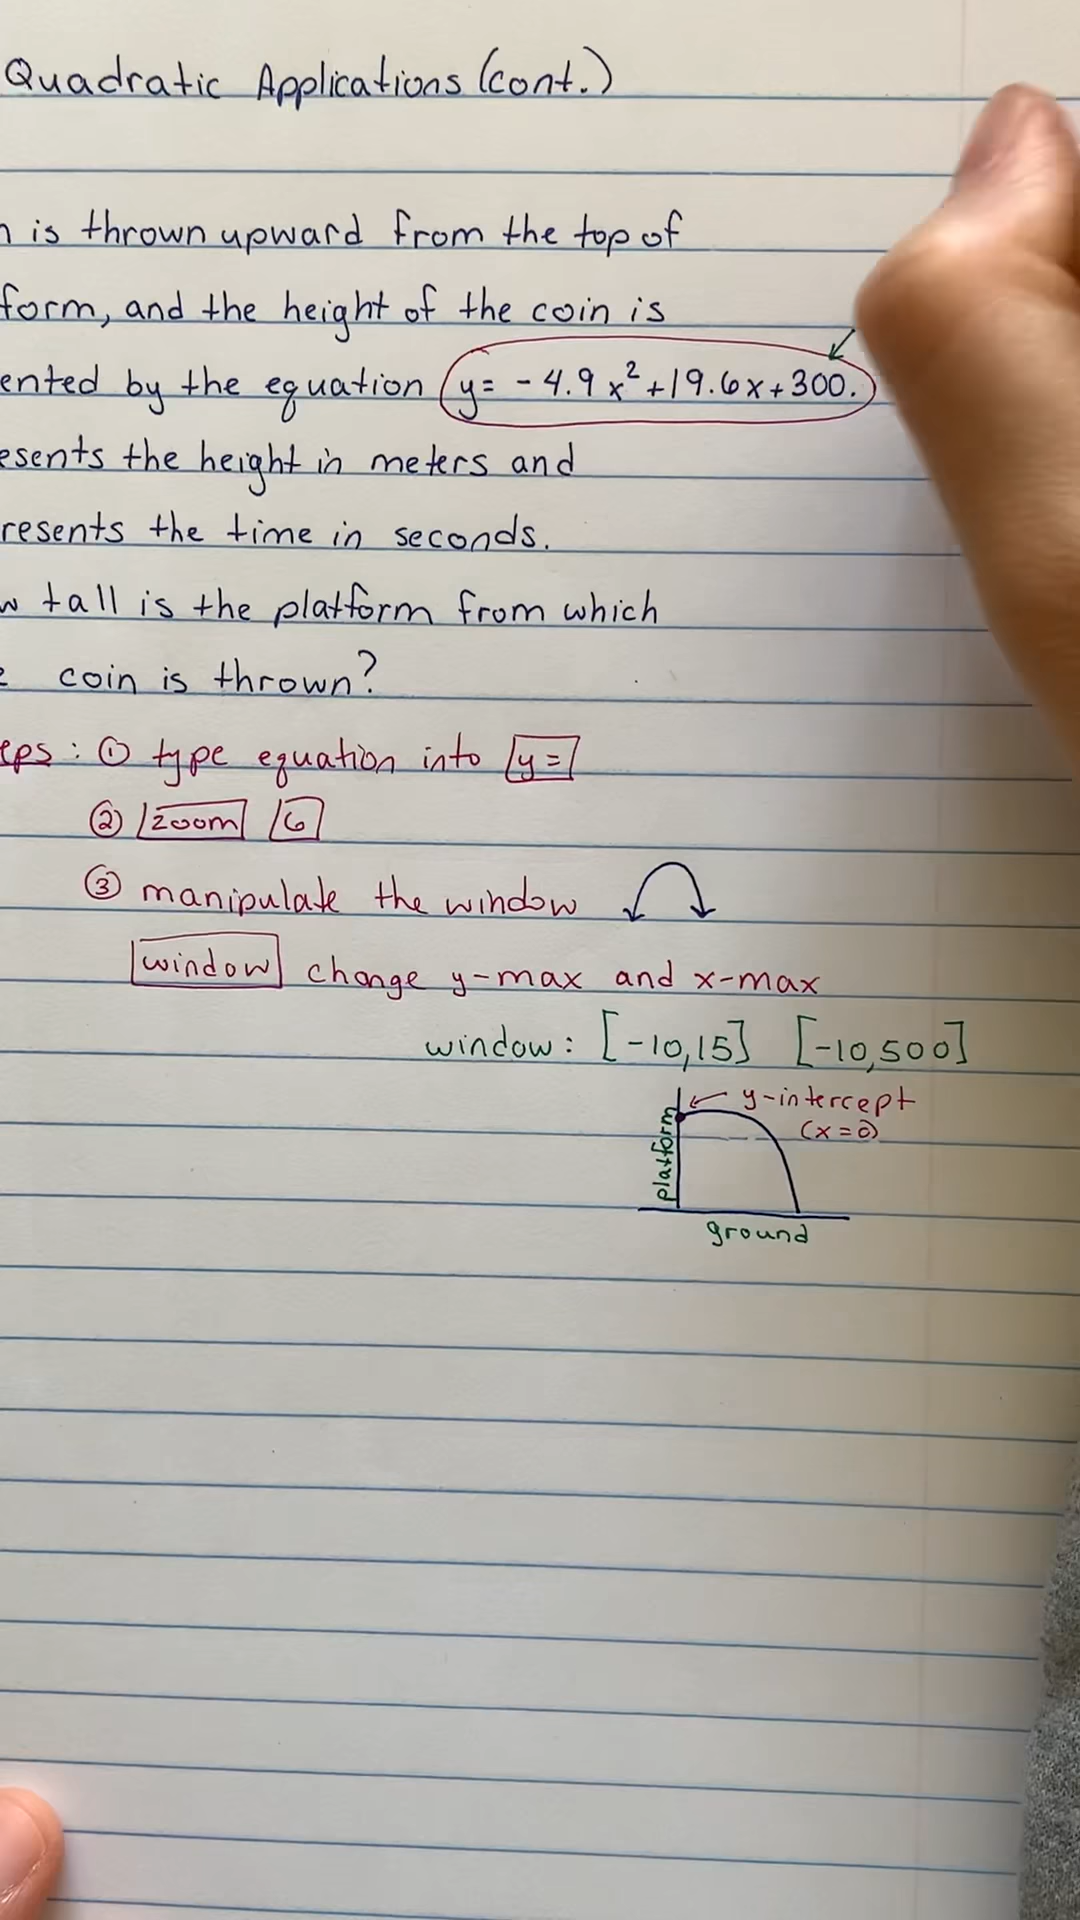 Quadratic Applications (cont.)
n is thrown upward from the top of
form, and the height of the coin is
ented by the equation y = -4.9x² + 19.6x + 300.
esents the height in meters and
resents the time in seconds.
w tall is the platform from which
e coin is thrown?
eps: ① type equation into y=
② zoom 6
③ manipulate the window
window change y-max and x-max
window: [-10,15] [-10,500]
y-intercept
(x=0)
platform
ground